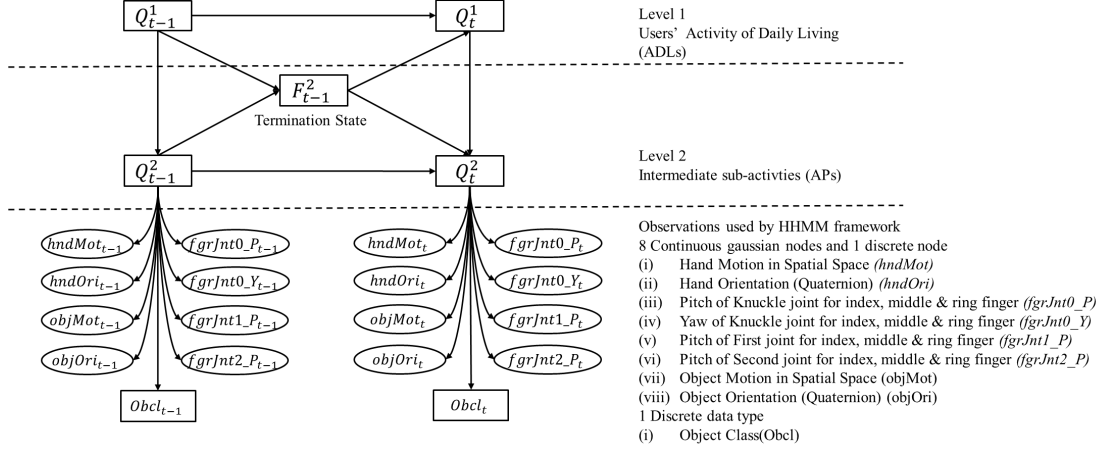 Q¹ₜ₋₁
Q¹ₜ
Level 1
Users' Activity of Daily Living
(ADLs)
F²ₜ₋₁
Termination State
Q²ₜ₋₁
Q²ₜ
Level 2
Intermediate sub-activties (APs)
hndMotₜ₋₁
fgrJnt0_Pₜ₋₁
hndOriₜ₋₁
fgrJnt0_Yₜ₋₁
objMotₜ₋₁
fgrJnt1_Pₜ₋₁
objOriₜ₋₁
fgrJnt2_Pₜ₋₁
Obclₜ₋₁
hndMotₜ
fgrJnt0_Pₜ
hndOriₜ
fgrJnt0_Yₜ
objMotₜ
fgrJnt1_Pₜ
objOriₜ
fgrJnt2_Pₜ
Obclₜ
Observations used by HHMM framework
8 Continuous gaussian nodes and 1 discrete node
(i) Hand Motion in Spatial Space (hndMot)
(ii) Hand Orientation (Quaternion) (hndOri)
(iii) Pitch of Knuckle joint for index, middle & ring finger (fgrJnt0_P)
(iv) Yaw of Knuckle joint for index, middle & ring finger (fgrJnt0_Y)
(v) Pitch of First joint for index, middle & ring finger (fgrJnt1_P)
(vi) Pitch of Second joint for index, middle & ring finger (fgrJnt2_P)
(vii) Object Motion in Spatial Space (objMot)
(viii) Object Orientation (Quaternion) (objOri)
1 Discrete data type
(i) Object Class(Obcl)